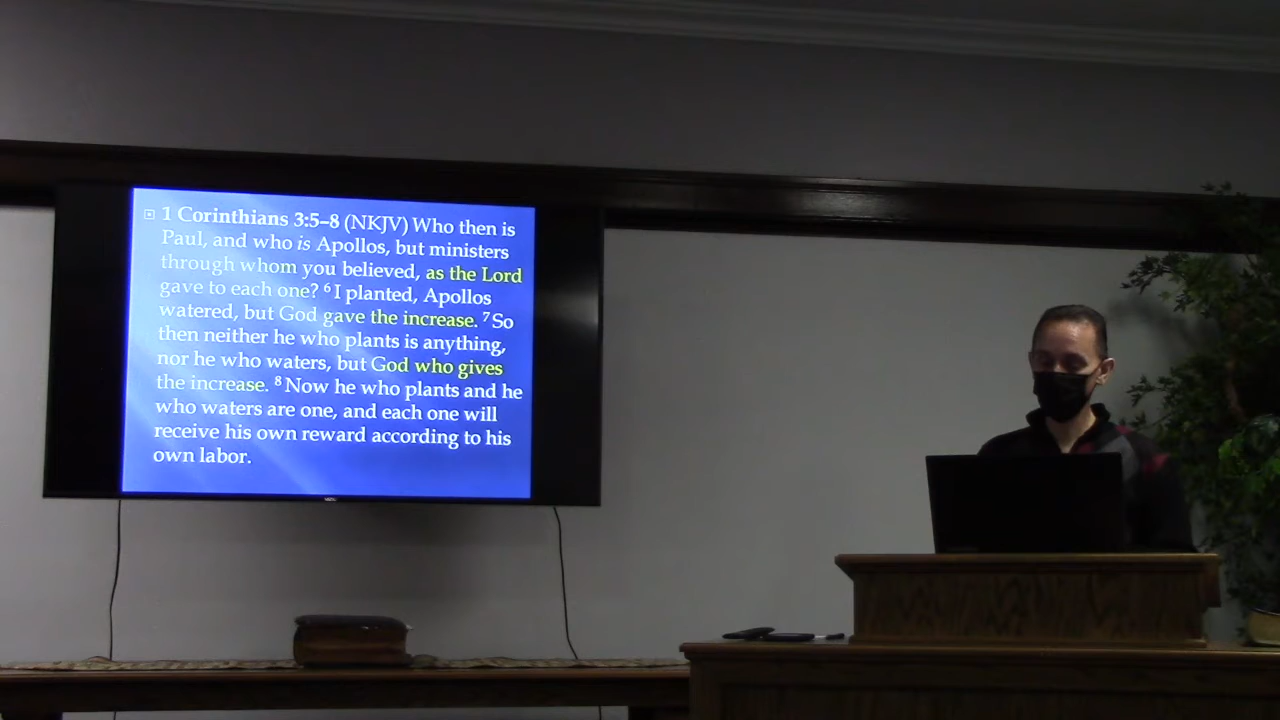 1 Corinthians 3:5–8 (NKJV) Who then is
Paul, and who is Apollos, but ministers
through whom you believed, as the Lord
gave to each one? 6 I planted, Apollos
watered, but God gave the increase. 7 So
then neither he who plants is anything,
nor he who waters, but God who gives
the increase. 8 Now he who plants and he
who waters are one, and each one will
receive his own reward according to his
own labor.